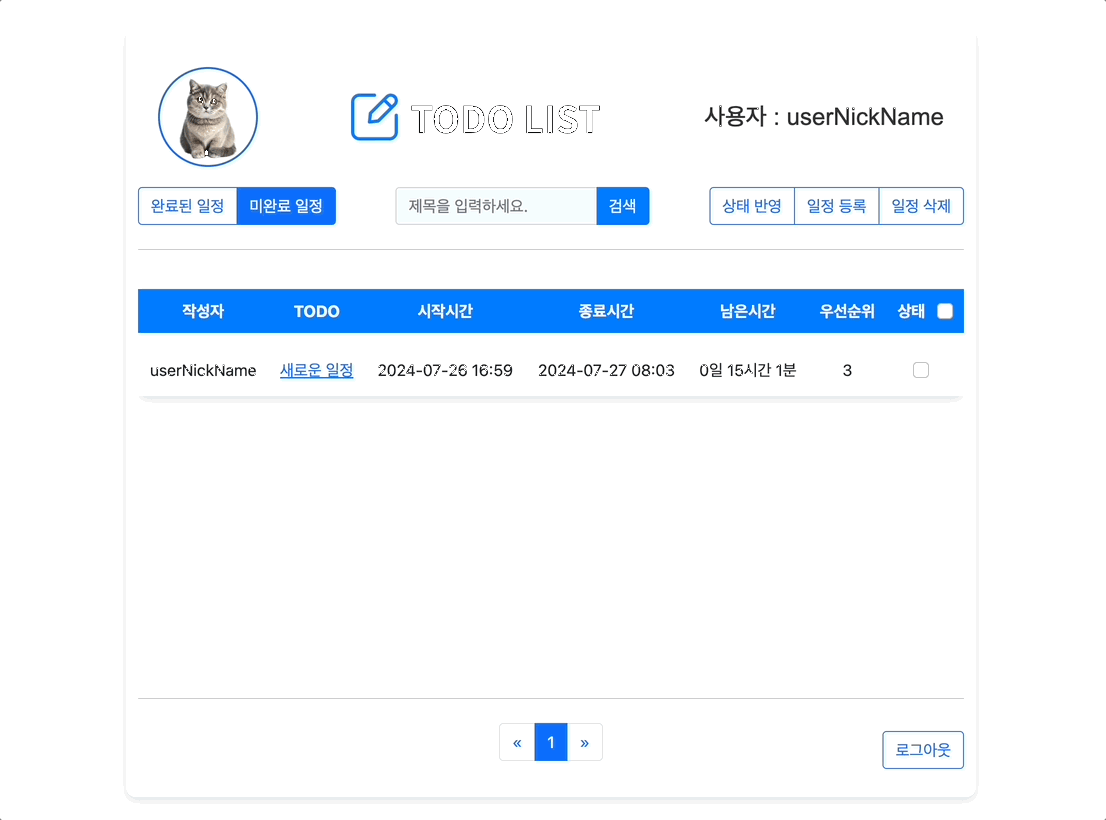 TODO LIST
사용자 : userNickName
완료된 일정 미완료 일정
제목을 입력하세요. 검색
상태 반영 일정 등록 일정 삭제
작성자 TODO 시작시간 종료시간 남은시간 우선순위 상태
userNickName 새로운 일정 2024-07-26 16:59 2024-07-27 08:03 0일 15시간 1분 3
« 1 »
로그아웃